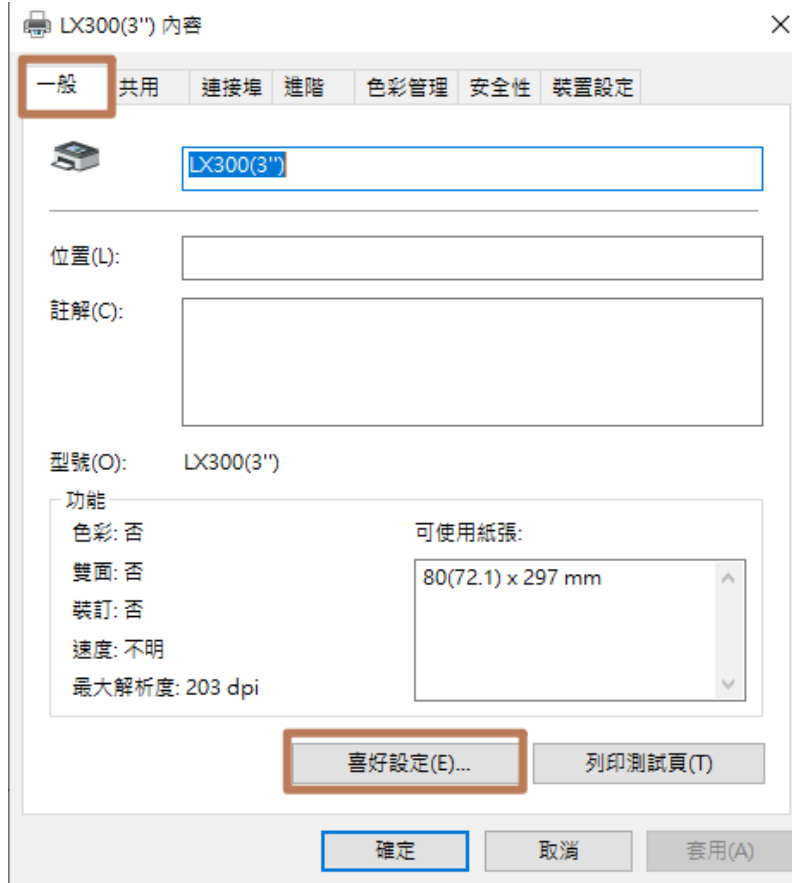 LX300(3'') 內容
一般 共用 連接埠 進階 色彩管理 安全性 裝置設定
LX300(3'')
位置(L):
註解(C):
型號(O): LX300(3'')
功能
色彩: 否 可使用紙張:
雙面: 否 80(72.1) x 297 mm
裝訂: 否
速度: 不明
最大解析度: 203 dpi
喜好設定(E)... 列印測試頁(T)
確定 取消 套用(A)